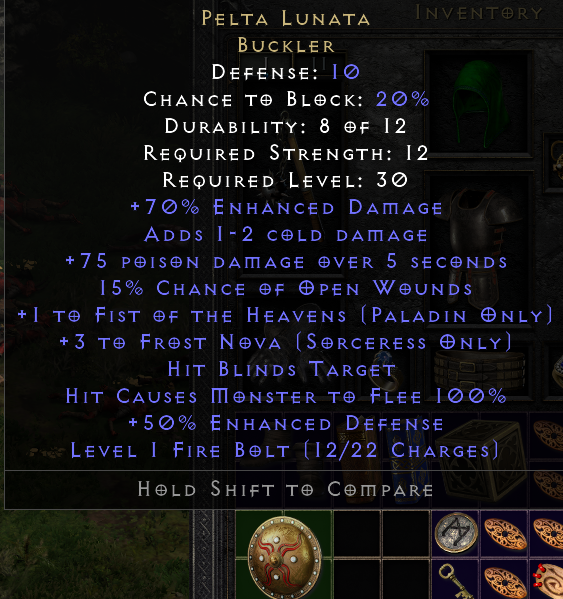 Inventory
Pelta Lunata
Buckler
Defense: 10
Chance to Block: 20%
Durability: 8 of 12
Required Strength: 12
Required Level: 30
+70% Enhanced Damage
Adds 1-2 cold damage
+75 poison damage over 5 seconds
15% Chance of Open Wounds
+1 to Fist of the Heavens (Paladin Only)
+3 to Frost Nova (Sorceress Only)
Hit Blinds Target
Hit Causes Monster to Flee 100%
+50% Enhanced Defense
Level 1 Fire Bolt (12/22 Charges)
Hold Shift to Compare